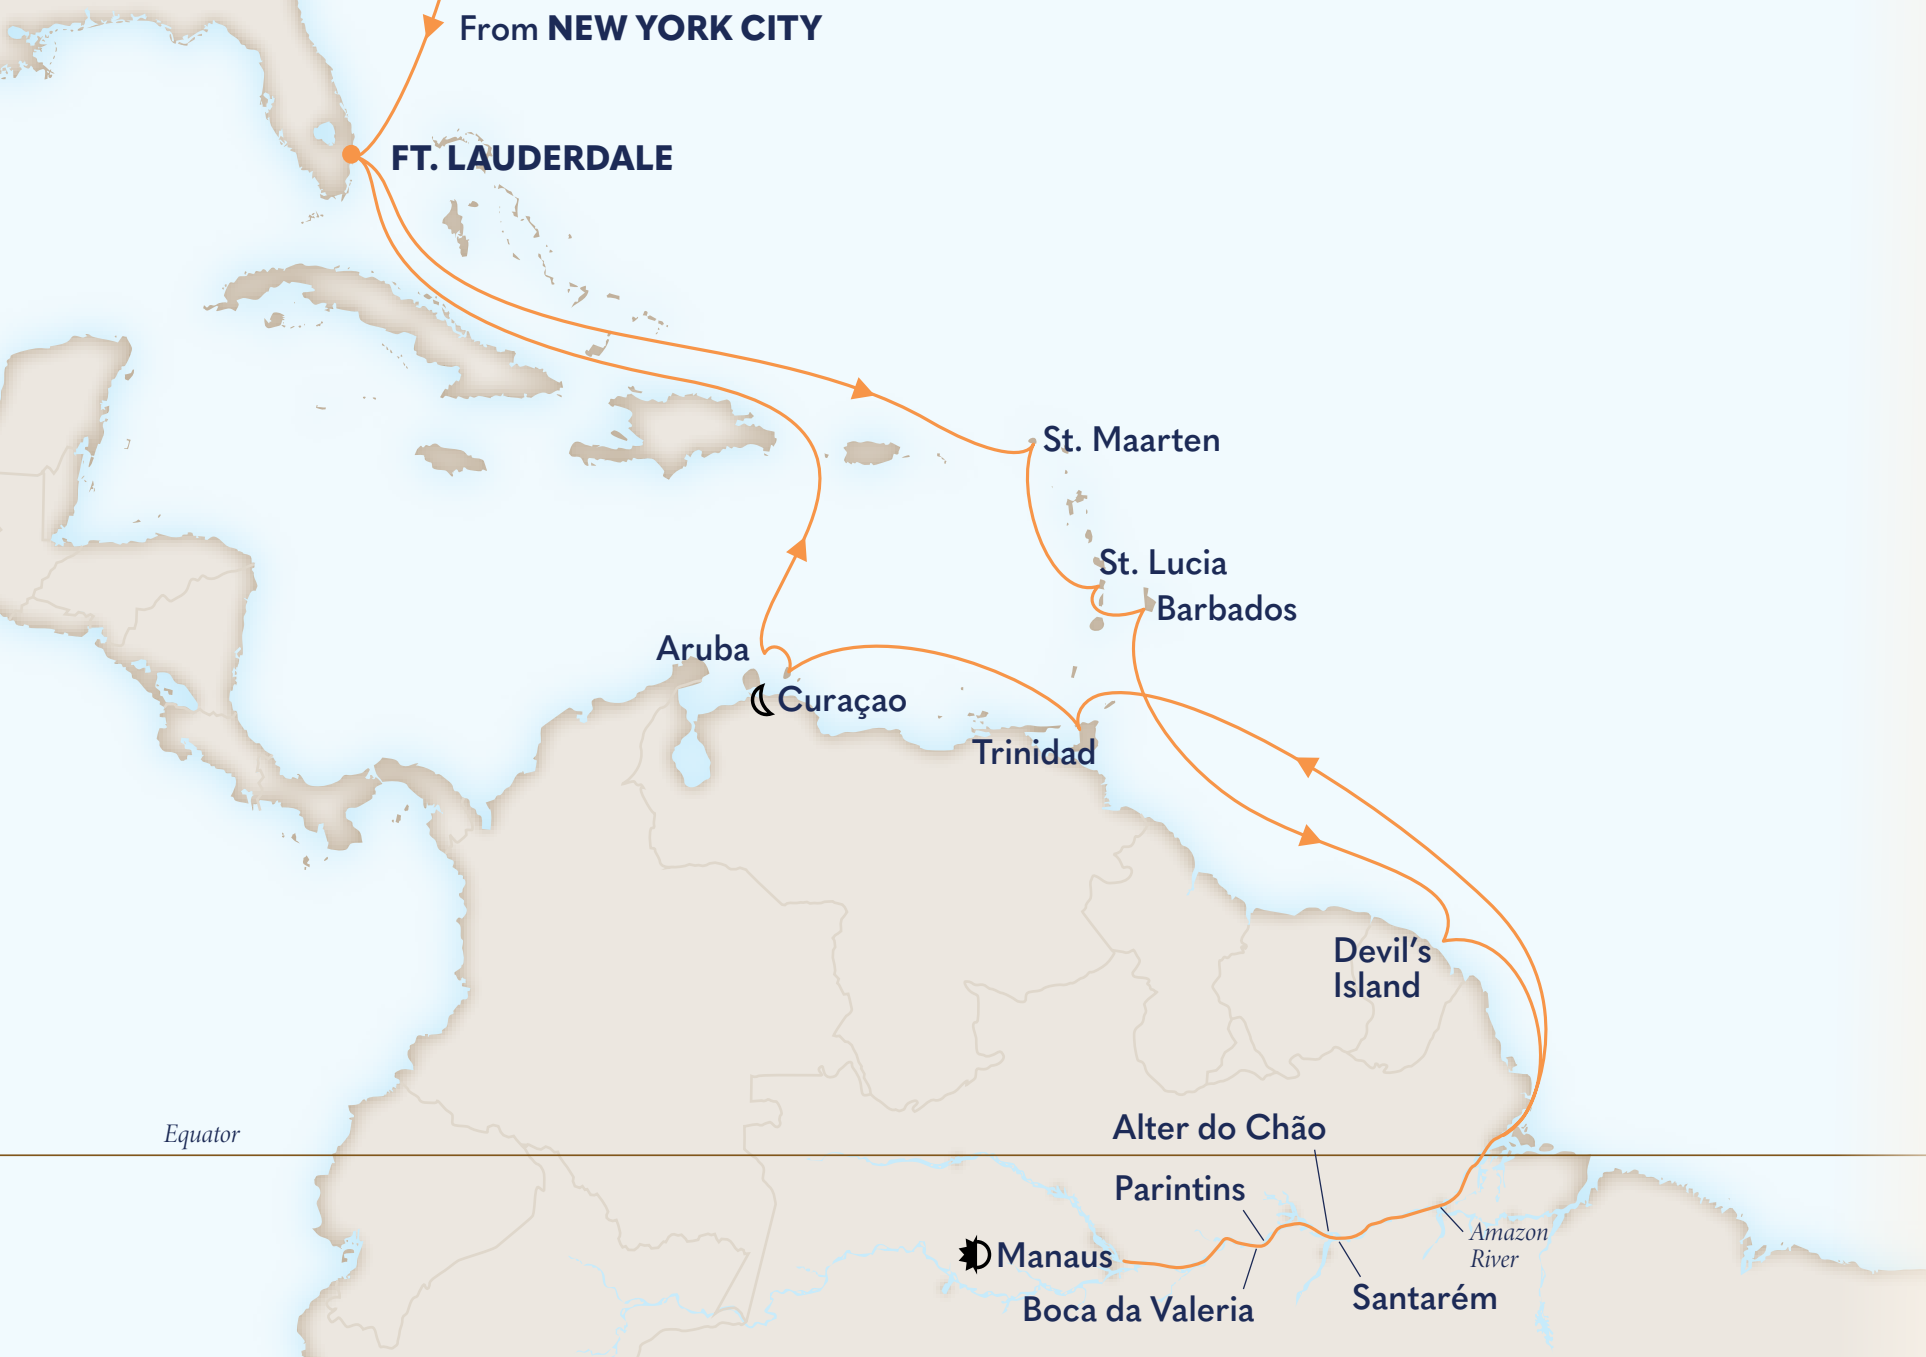 From NEW YORK CITY
FT. LAUDERDALE
St. Maarten
St. Lucia
Barbados
Aruba
Curaçao
Trinidad
Devil's
Island
Equator
Alter do Chão
Parintins
Amazon
River
Manaus
Santarém
Boca da Valeria